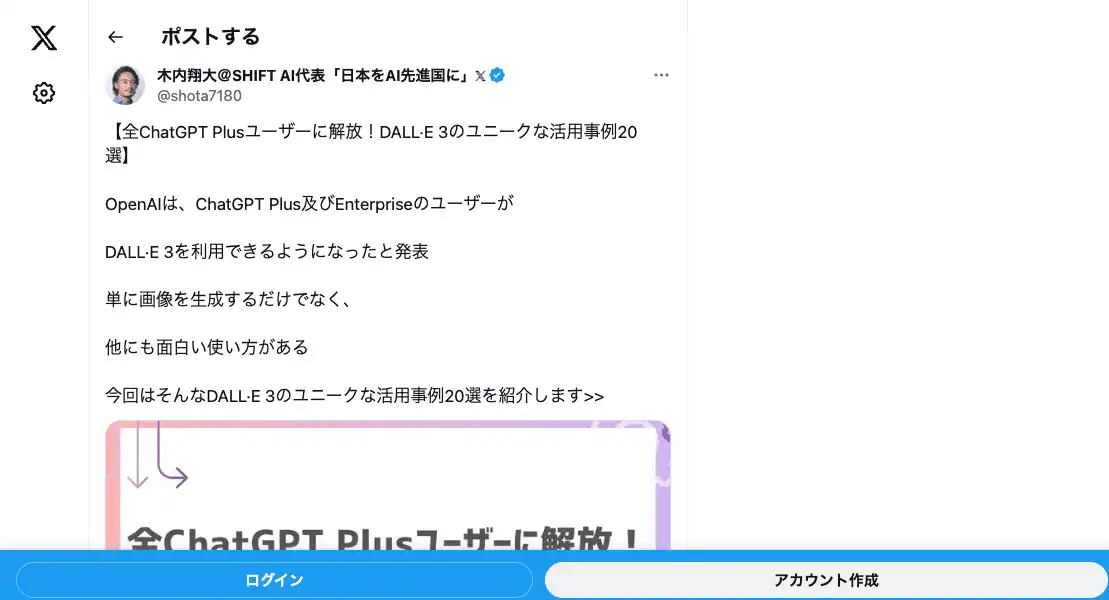 ポストする
木内翔大@SHIFT AI代表「日本をAI先進国に」𝕏
@shota7180
【全ChatGPT Plusユーザーに解放！DALL·E 3のユニークな活用事例20
選】
OpenAIは、ChatGPT Plus及びEnterpriseのユーザーが
DALL·E 3を利用できるようになったと発表
単に画像を生成するだけでなく、
他にも面白い使い方がある
今回はそんなDALL·E 3のユニークな活用事例20選を紹介します>>
全ChatGPT Plusユーザーに解放！
ログイン
アカウント作成